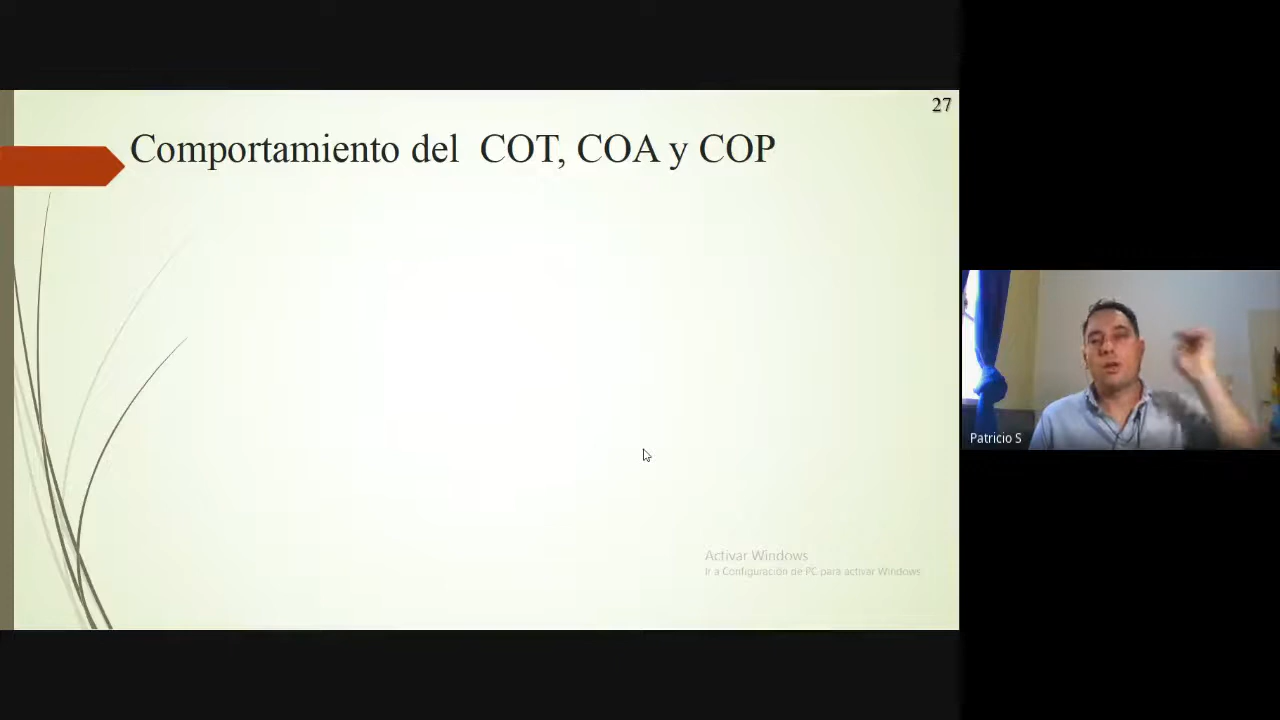 27
Comportamiento del  COT, COA y COP
Patricio S
Activar Windows
Ir a Configuración de PC para activar Windows